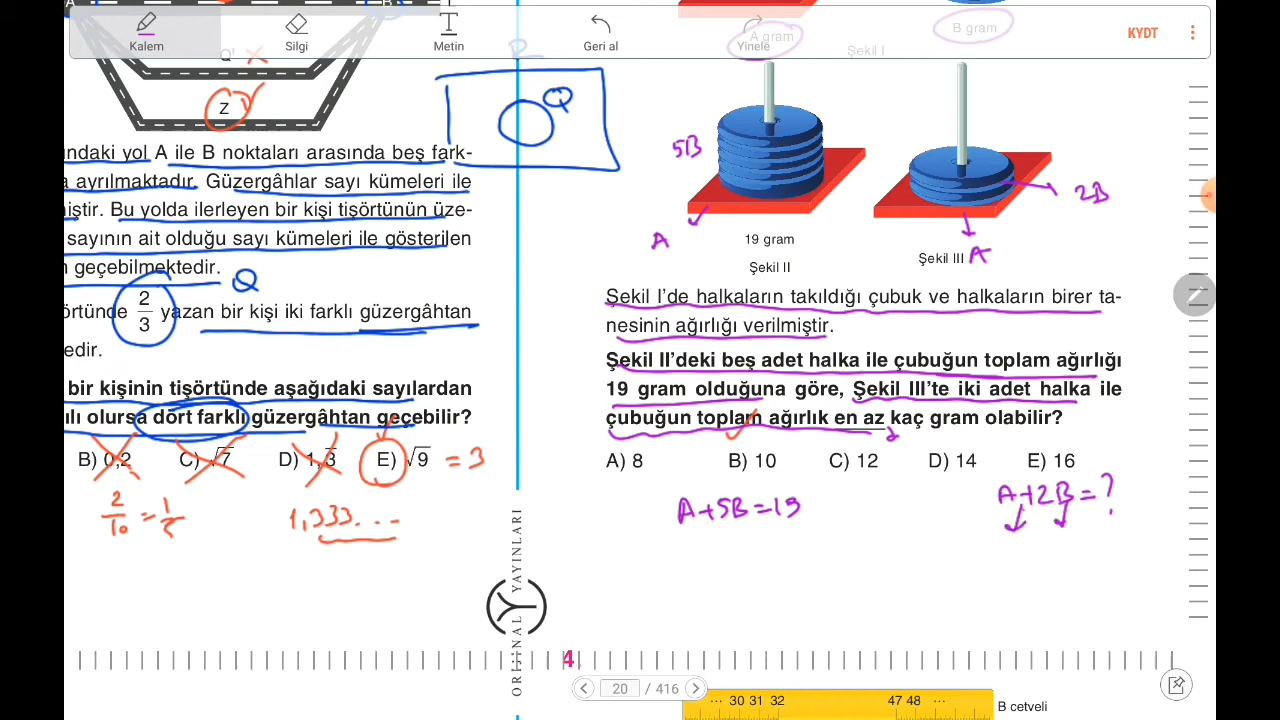 Kalem
Silgi
Metin
Geri al
Yinele
KYDT
A
B
Q'
Z
Q
ndaki yol A ile B noktaları arasında beş fark-
a ayrılmaktadır. Güzergâhlar sayı kümeleri ile
miştir. Bu yolda ilerleyen bir kişi tişörtünün üze-
sayının ait olduğu sayı kümeleri ile gösterilen
n geçebilmektedir.
Q
örtünde 2/3 yazan bir kişi iki farklı güzergâhtan
edir.
bir kişinin tişörtünde aşağıdaki sayılardan
ılı olursa dört farklı güzergâhtan geçebilir?
B) 0,2 C) √7 D) 1,3̅ E) √9 = 3
2/10 = 1/5
1,333...
ORİJİNAL YAYINLARI
A gram
Şekil I
B gram
5B
2B
A
19 gram
Şekil II
Şekil III
A
Şekil I'de halkaların takıldığı çubuk ve halkaların birer ta-
nesinin ağırlığı verilmiştir.
Şekil II'deki beş adet halka ile çubuğun toplam ağırlığı
19 gram olduğuna göre, Şekil III'te iki adet halka ile
çubuğun toplam ağırlık en az kaç gram olabilir?
A) 8 B) 10 C) 12 D) 14 E) 16
A+5B=19
A+2B=?
4
20 / 416
... 30 31 32 47 48 ...
B cetveli